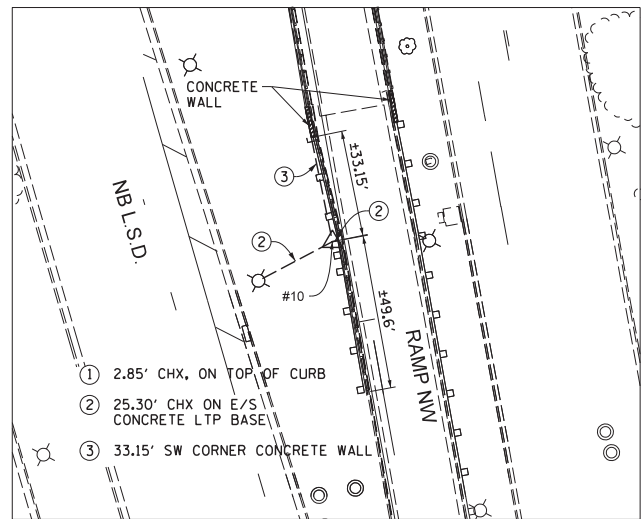 CONCRETE
WALL
±33.15'
3
NB L.S.D.
2
2
#10
±49.6'
RAMP NW
1 2.85' CHX, ON TOP OF CURB
2 25.30' CHX ON E/S
CONCRETE LTP BASE
3 33.15' SW CORNER CONCRETE WALL